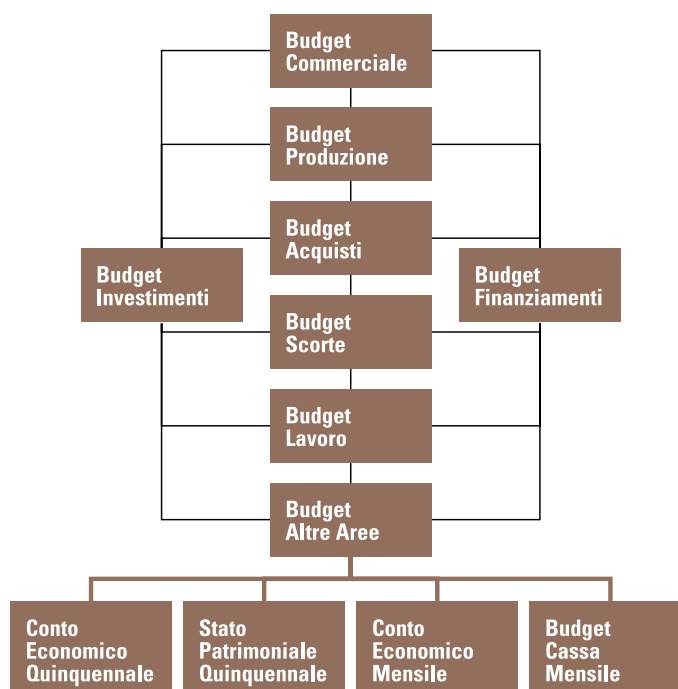 Budget
Commerciale
Budget
Produzione
Budget
Acquisti
Budget
Investimenti
Budget
Finanziamenti
Budget
Scorte
Budget
Lavoro
Budget
Altre Aree
Conto
Economico
Quinquennale
Stato
Patrimoniale
Quinquennale
Conto
Economico
Mensile
Budget
Cassa
Mensile